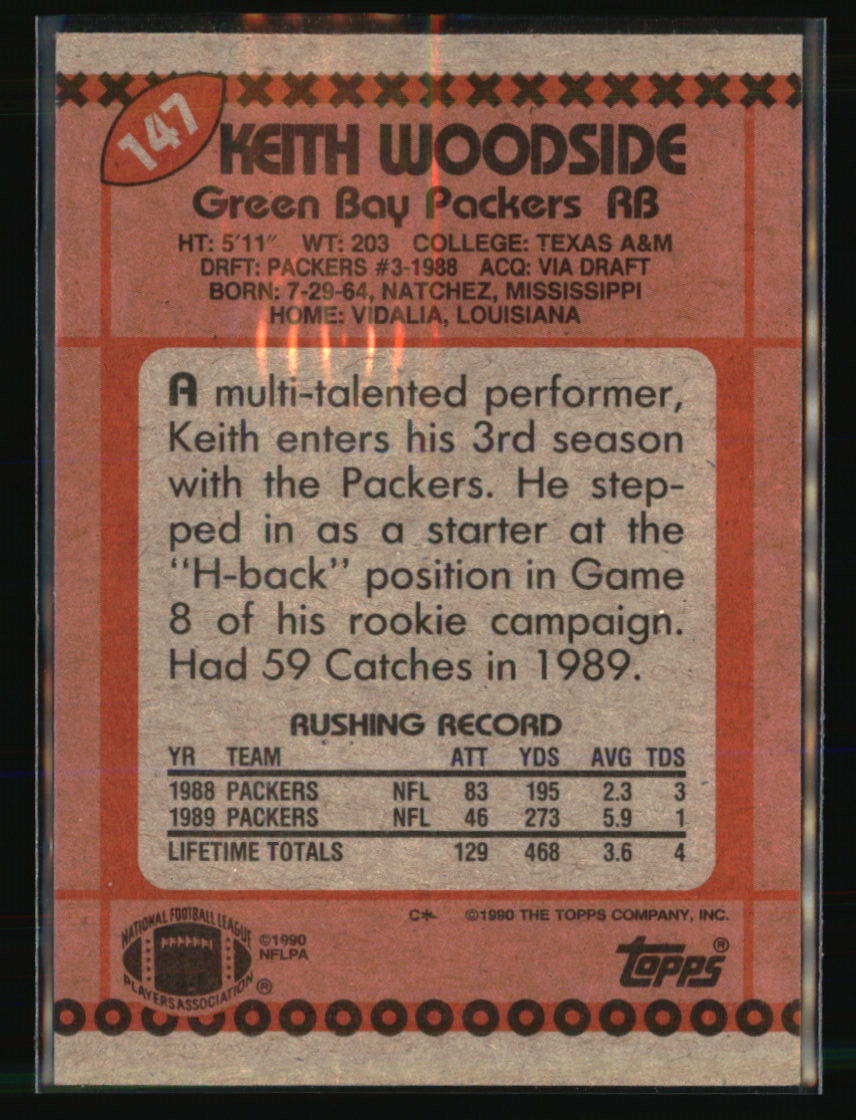 147
KEITH WOODSIDE
Green Bay Packers RB
HT: 5'11" WT: 203 COLLEGE: TEXAS A&M
DRFT: PACKERS #3-1988 ACQ: VIA DRAFT
BORN: 7-29-64, NATCHEZ, MISSISSIPPI
HOME: VIDALIA, LOUISIANA
A multi-talented performer,
Keith enters his 3rd season
with the Packers. He step-
ped in as a starter at the
"H-back" position in Game
8 of his rookie campaign.
Had 59 Catches in 1989.
RUSHING RECORD
YR TEAM ATT YDS AVG TDS
1988 PACKERS NFL 83 195 2.3 3
1989 PACKERS NFL 46 273 5.9 1
LIFETIME TOTALS 129 468 3.6 4
C* ©1990 THE TOPPS COMPANY, INC.
NATIONAL FOOTBALL LEAGUE
PLAYERS ASSOCIATION ®
©1990
NFLPA
topps ®